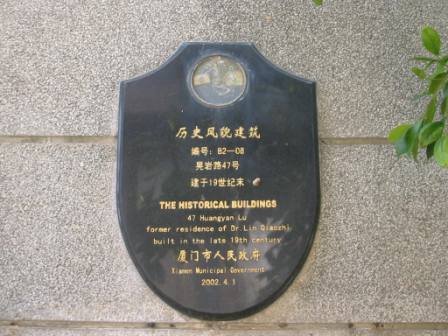 历史风貌建筑
编号：B2—08
晃岩路47号
建于19世纪末
THE HISTORICAL BUILDINGS
47 Huangyan Lu
former residence of Dr.Lin Qiaozhi
built in the late 19th century
厦门市人民政府
Xiamen Municipal Government
2002.4.1